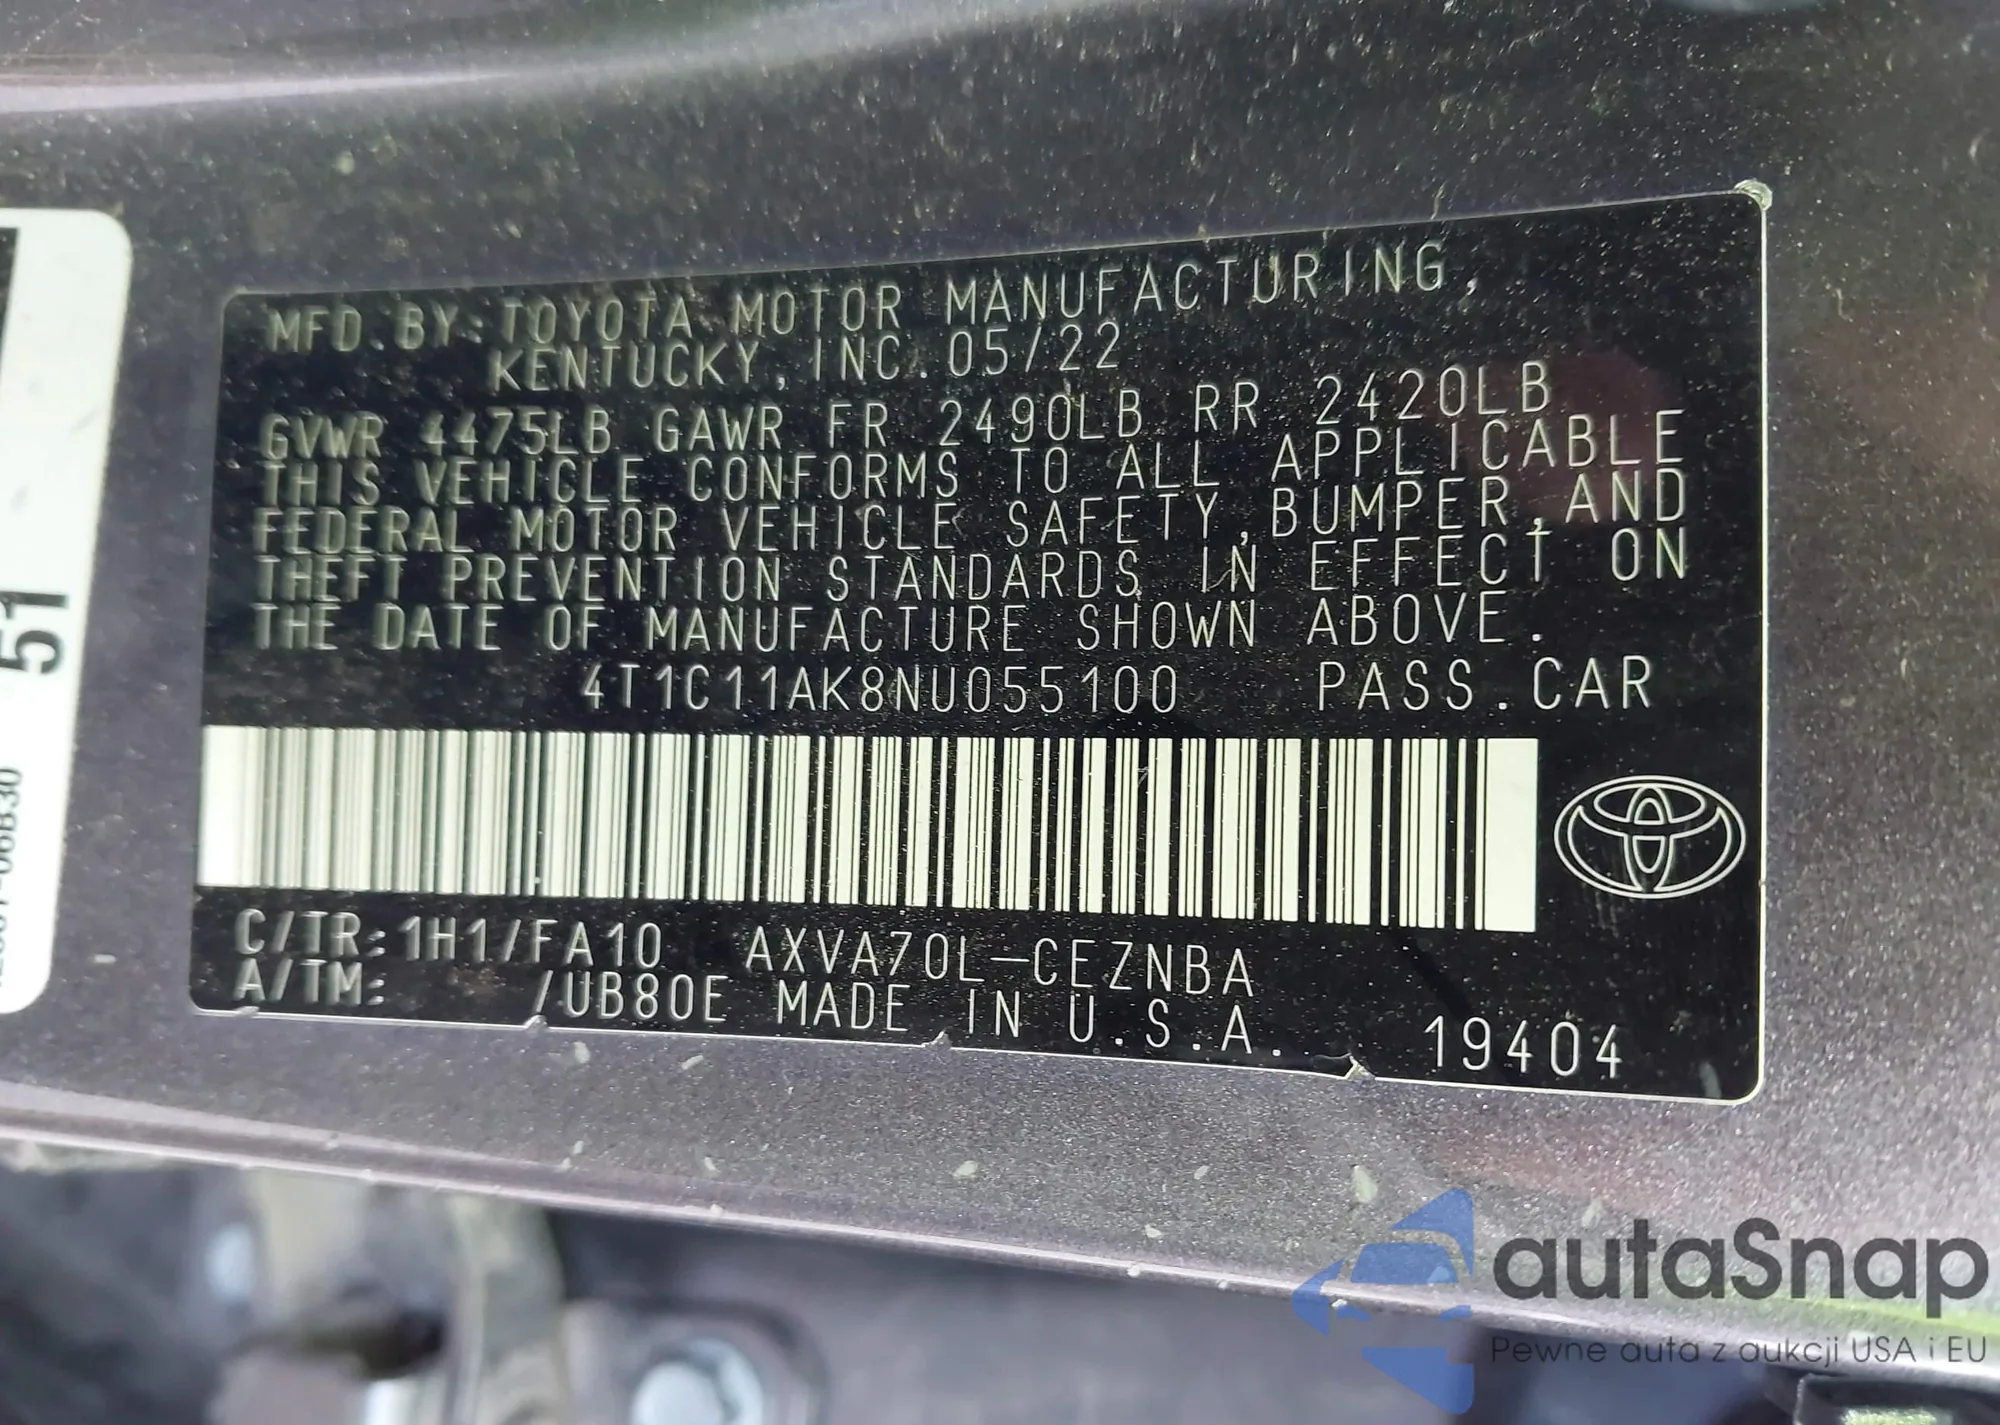 MFD. BY: TOYOTA MOTOR MANUFACTURING,
KENTUCKY, INC. 05/22
GVWR 4475LB GAWR FR 2490LB RR 2420LB
THIS VEHICLE CONFORMS TO ALL APPLICABLE
FEDERAL MOTOR VEHICLE SAFETY, BUMPER, AND
THEFT PREVENTION STANDARDS IN EFFECT ON
THE DATE OF MANUFACTURE SHOWN ABOVE.
4T1C11AK8NU055100 PASS. CAR
C/TR: 1H1/FA10 AXVA70L-CEZNBA
A/TM: /UB80E MADE IN U.S.A. 19404
51
autaSnap
Pewne auta z aukcji USA i EU